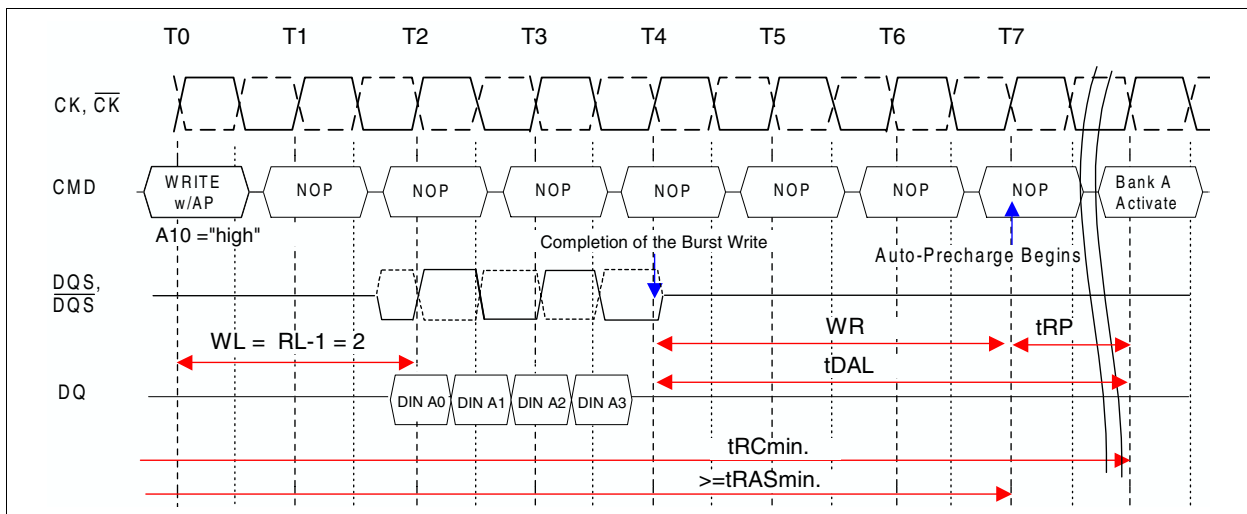 T0 T1 T2 T3 T4 T5 T6 T7
CK, CK
CMD
WRITE w/AP
NOP
NOP
NOP
NOP
NOP
NOP
NOP
Bank A Activate
A10 ="high"
Completion of the Burst Write
Auto-Precharge Begins
DQS,
DQS
WL = RL-1 = 2
WR
tRP
tDAL
DQ
DIN A0
DIN A1
DIN A2
DIN A3
tRCmin.
>=tRASmin.